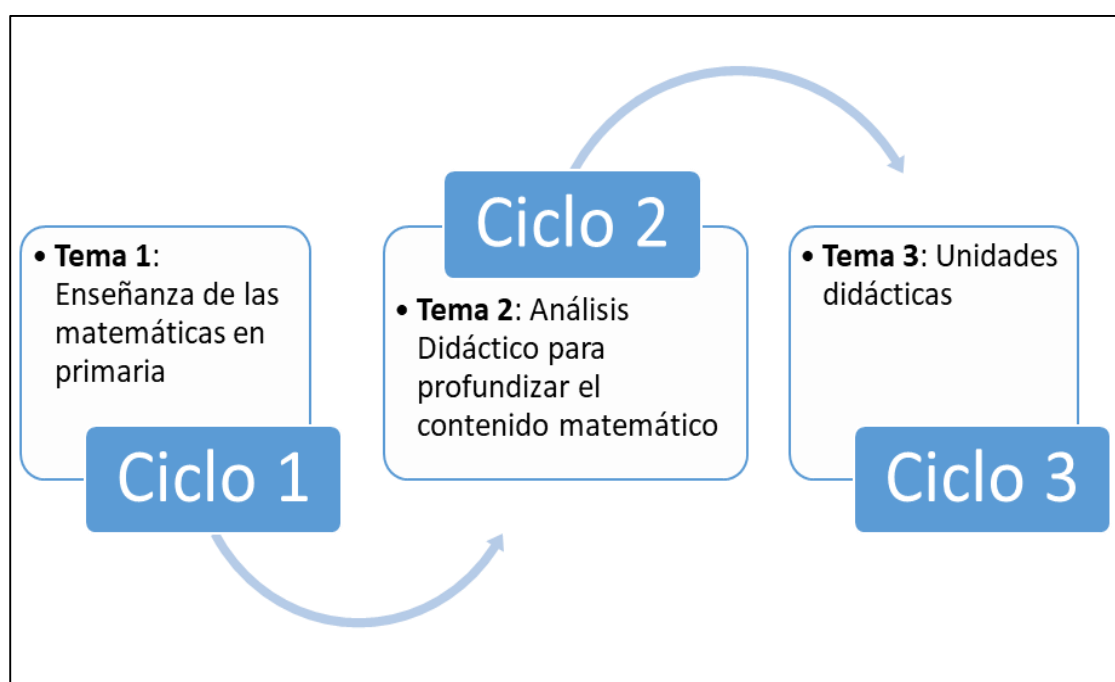 • Tema 1:
Enseñanza de las
matemáticas en
primaria
Ciclo 1
Ciclo 2
• Tema 2: Análisis
Didáctico para
profundizar el
contenido matemático
• Tema 3: Unidades
didácticas
Ciclo 3